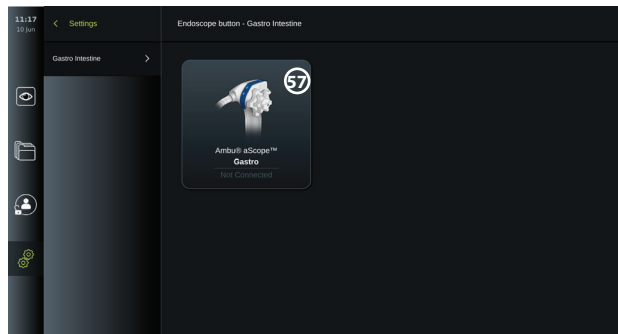 11:17
10 Jun
Settings
Endoscope button - Gastro Intestine
Gastro Intestine
57
Ambu® aScope™
Gastro
Not Connected